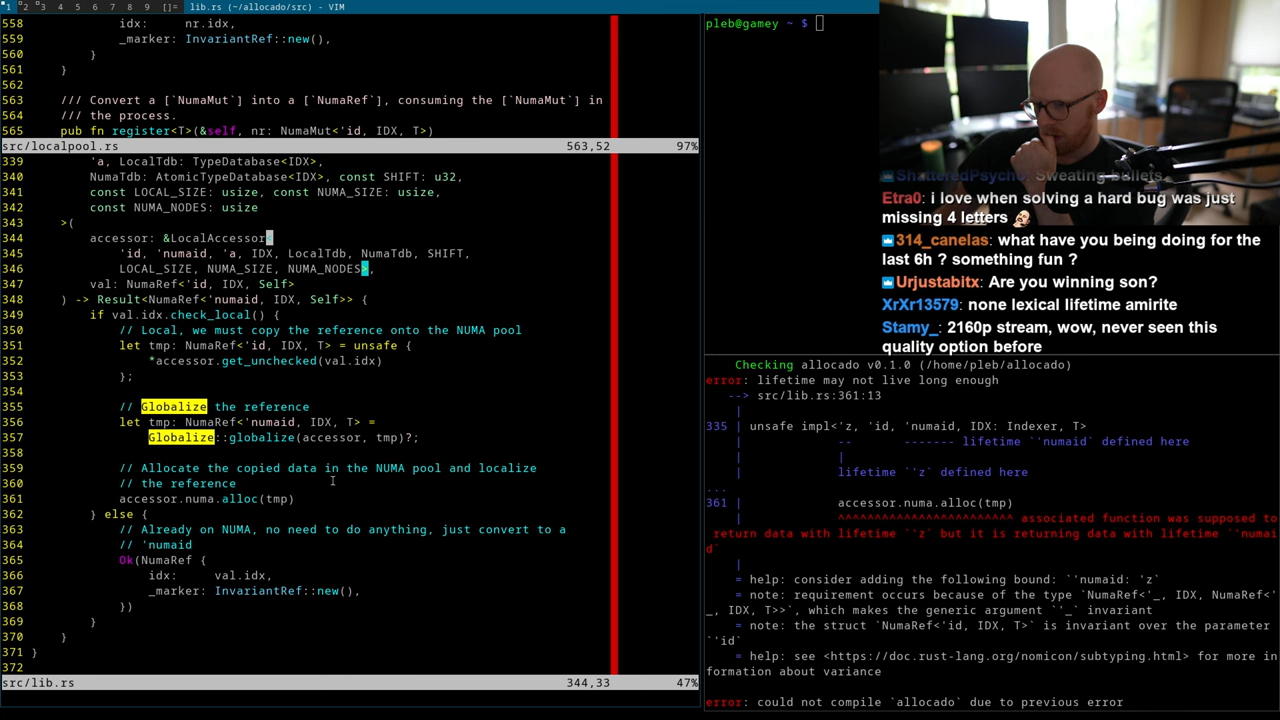 1 2 3 4 5 6 7 8 9 []= lib.rs (~/allocado/src) - VIM
558 idx: nr.idx,
559 _marker: InvariantRef::new(),
560 }
561 }
562
563 /// Convert a [`NumaMut`] into a [`NumaRef`], consuming the [`NumaMut`] in
564 /// the process.
565 pub fn register<T>(&self, nr: NumaMut<'id, IDX, T>)
src/localpool.rs 563,52 97%
339 'a, LocalTdb: TypeDatabase<IDX>,
340 NumaTdb: AtomicTypeDatabase<IDX>, const SHIFT: u32,
341 const LOCAL_SIZE: usize, const NUMA_SIZE: usize,
342 const NUMA_NODES: usize
343 >(
344 accessor: &LocalAccessor<
345 'id, 'numaid, 'a, IDX, LocalTdb, NumaTdb, SHIFT,
346 LOCAL_SIZE, NUMA_SIZE, NUMA_NODES>,
347 val: NumaRef<'id, IDX, Self>
348 ) -> Result<NumaRef<'numaid, IDX, Self>> {
349 if val.idx.check_local() {
350 // Local, we must copy the reference onto the NUMA pool
351 let tmp: NumaRef<'id, IDX, T> = unsafe {
352 *accessor.get_unchecked(val.idx)
353 };
354
355 // Globalize the reference
356 let tmp: NumaRef<'numaid, IDX, T> =
357 Globalize::globalize(accessor, tmp)?;
358
359 // Allocate the copied data in the NUMA pool and localize
360 // the reference
361 accessor.numa.alloc(tmp)
362 } else {
363 // Already on NUMA, no need to do anything, just convert to a
364 // 'numaid
365 Ok(NumaRef {
366 idx: val.idx,
367 _marker: InvariantRef::new(),
368 })
369 }
370 }
371 }
372
src/lib.rs 344,33 47%
pleb@gamey ~ $
ShatteredPsycho: Sweating bullets
Etra0: i love when solving a hard bug was just
missing 4 letters
314_canelas: what have you being doing for the
last 6h ? something fun ?
Urjustabitx: Are you winning son?
XrXr13579: none lexical lifetime amirite
Stamy_: 2160p stream, wow, never seen this
quality option before
Checking allocado v0.1.0 (/home/pleb/allocado)
error: lifetime may not live long enough
--> src/lib.rs:361:13
|
335 | unsafe impl<'z, 'id, 'numaid, IDX: Indexer, T>
| -- ------- lifetime `'numaid` defined here
| |
| lifetime `'z` defined here
...
361 | accessor.numa.alloc(tmp)
| ^^^^^^^^^^^^^^^^^^^^^^^^ associated function was supposed to
return data with lifetime `'z` but it is returning data with lifetime `'numai
d`
|
= help: consider adding the following bound: `'numaid: 'z`
= note: requirement occurs because of the type `NumaRef<'_, IDX, NumaRef<'
_, IDX, T>>`, which makes the generic argument `'_` invariant
= note: the struct `NumaRef<'id, IDX, T>` is invariant over the parameter
`'id`
= help: see <https://doc.rust-lang.org/nomicon/subtyping.html> for more in
formation about variance
error: could not compile `allocado` due to previous error